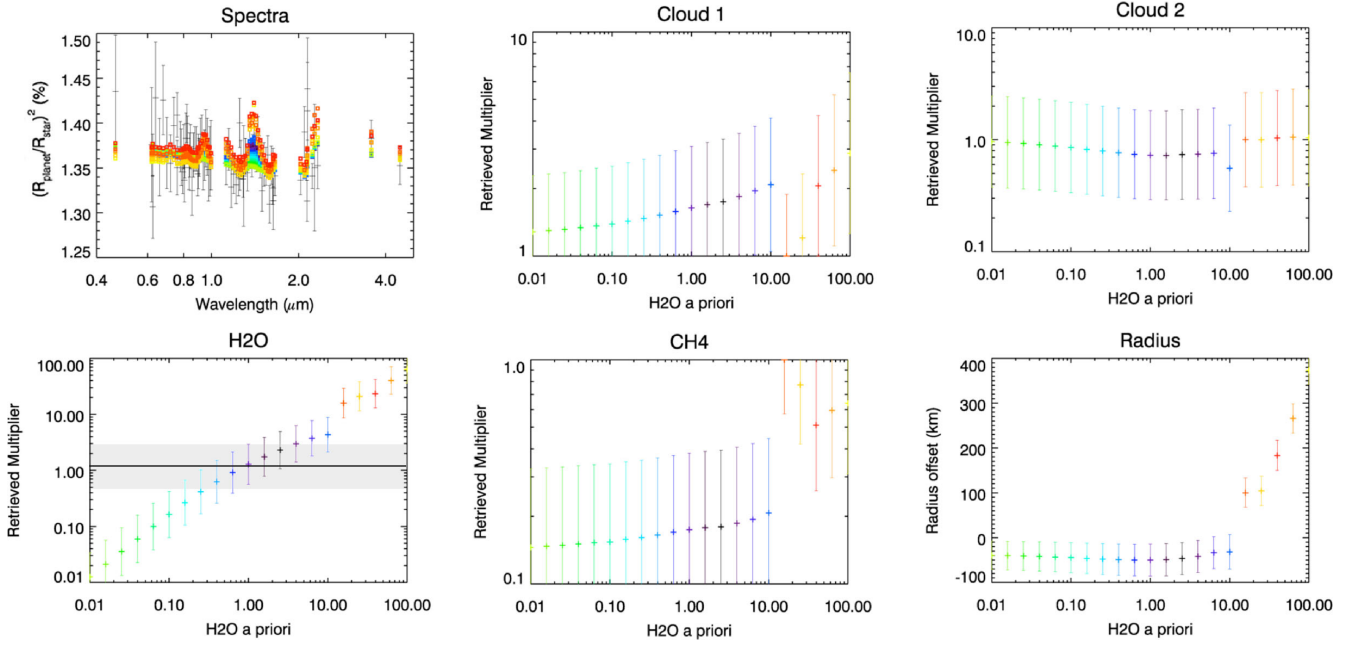 Spectra
1.50
1.45
1.40
1.35
1.30
1.25
(R_planet/R_star)^2 (%)
0.4 0.6 0.8 1.0 2.0 4.0
Wavelength (μm)
Cloud 1
10
1
Retrieved Multiplier
0.01 0.10 1.00 10.00 100.00
H2O a priori
Cloud 2
10.0
1.0
0.1
Retrieved Multiplier
0.01 0.10 1.00 10.00 100.00
H2O a priori
H2O
100.00
10.00
1.00
0.10
0.01
Retrieved Multiplier
0.01 0.10 1.00 10.00 100.00
H2O a priori
CH4
1.0
0.1
Retrieved Multiplier
0.01 0.10 1.00 10.00 100.00
H2O a priori
Radius
400
300
200
100
0
-100
Radius offset (km)
0.01 0.10 1.00 10.00 100.00
H2O a priori